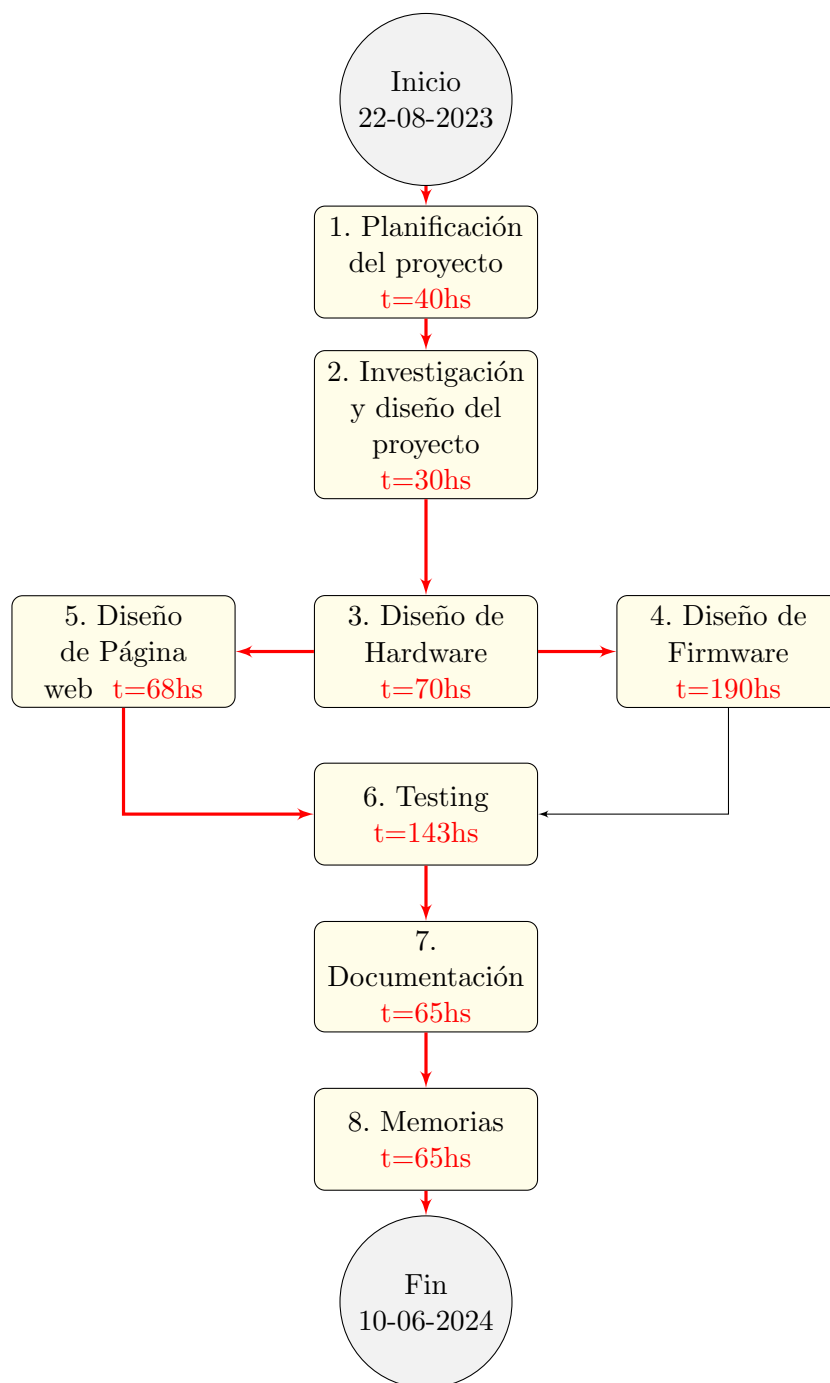 Inicio
22-08-2023
1. Planificación
del proyecto
t=40hs
2. Investigación
y diseño del
proyecto
t=30hs
5. Diseño
de Página
web t=68hs
3. Diseño de
Hardware
t=70hs
4. Diseño de
Firmware
t=190hs
6. Testing
t=143hs
7.
Documentación
t=65hs
8. Memorias
t=65hs
Fin
10-06-2024